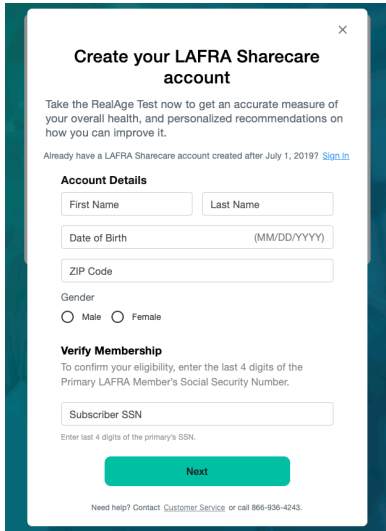 Create your LAFRA Sharecare
account
Take the RealAge Test now to get an accurate measure of
your overall health, and personalized recommendations on
how you can improve it.
Already have a LAFRA Sharecare account created after July 1, 2019? Sign In
Account Details
First Name Last Name
Date of Birth (MM/DD/YYYY)
ZIP Code
Gender
Male Female
Verify Membership
To confirm your eligibility, enter the last 4 digits of the
Primary LAFRA Member's Social Security Number.
Subscriber SSN
Enter last 4 digits of the primary's SSN.
Next
Need help? Contact Customer Service or call 866-936-4243.